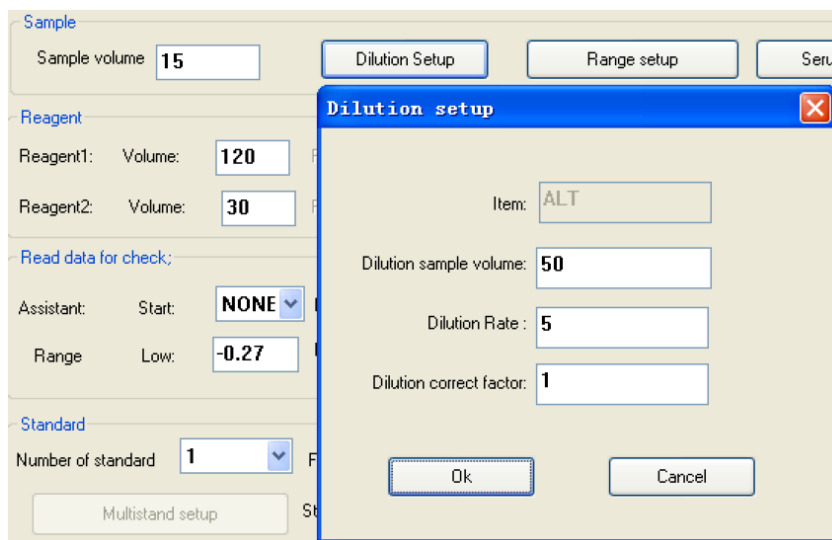 Sample
Sample volume 15 Dilution Setup Range setup
Reagent
Reagent1: Volume: 120
Reagent2: Volume: 30
Read data for check;
Assistant: Start: NONE
Range Low: -0.27
Standard
Number of standard 1
Multistand setup
Dilution setup
Item: ALT
Dilution sample volume: 50
Dilution Rate : 5
Dilution correct factor: 1
Ok Cancel